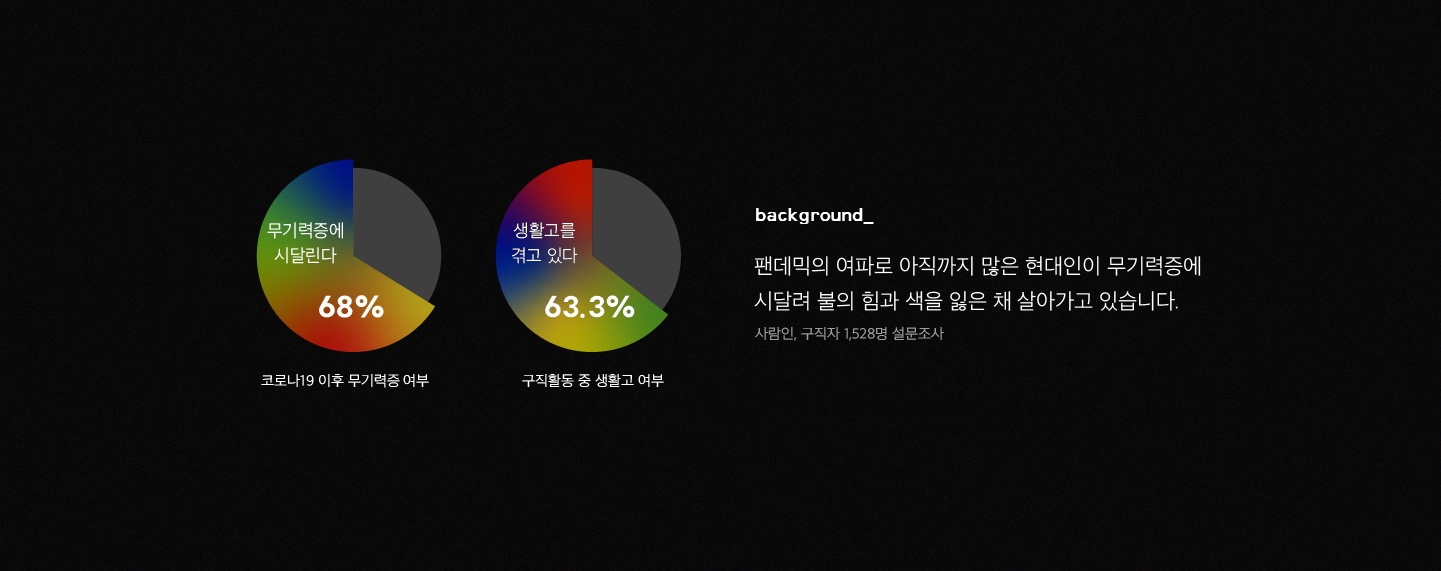 무기력증에
시달린다
68%
코로나19 이후 무기력증 여부
생활고를
겪고 있다
63.3%
구직활동 중 생활고 여부
background_
팬데믹의 여파로 아직까지 많은 현대인이 무기력증에
시달려 불의 힘과 색을 잃은 채 살아가고 있습니다.
사람인, 구직자 1,528명 설문조사